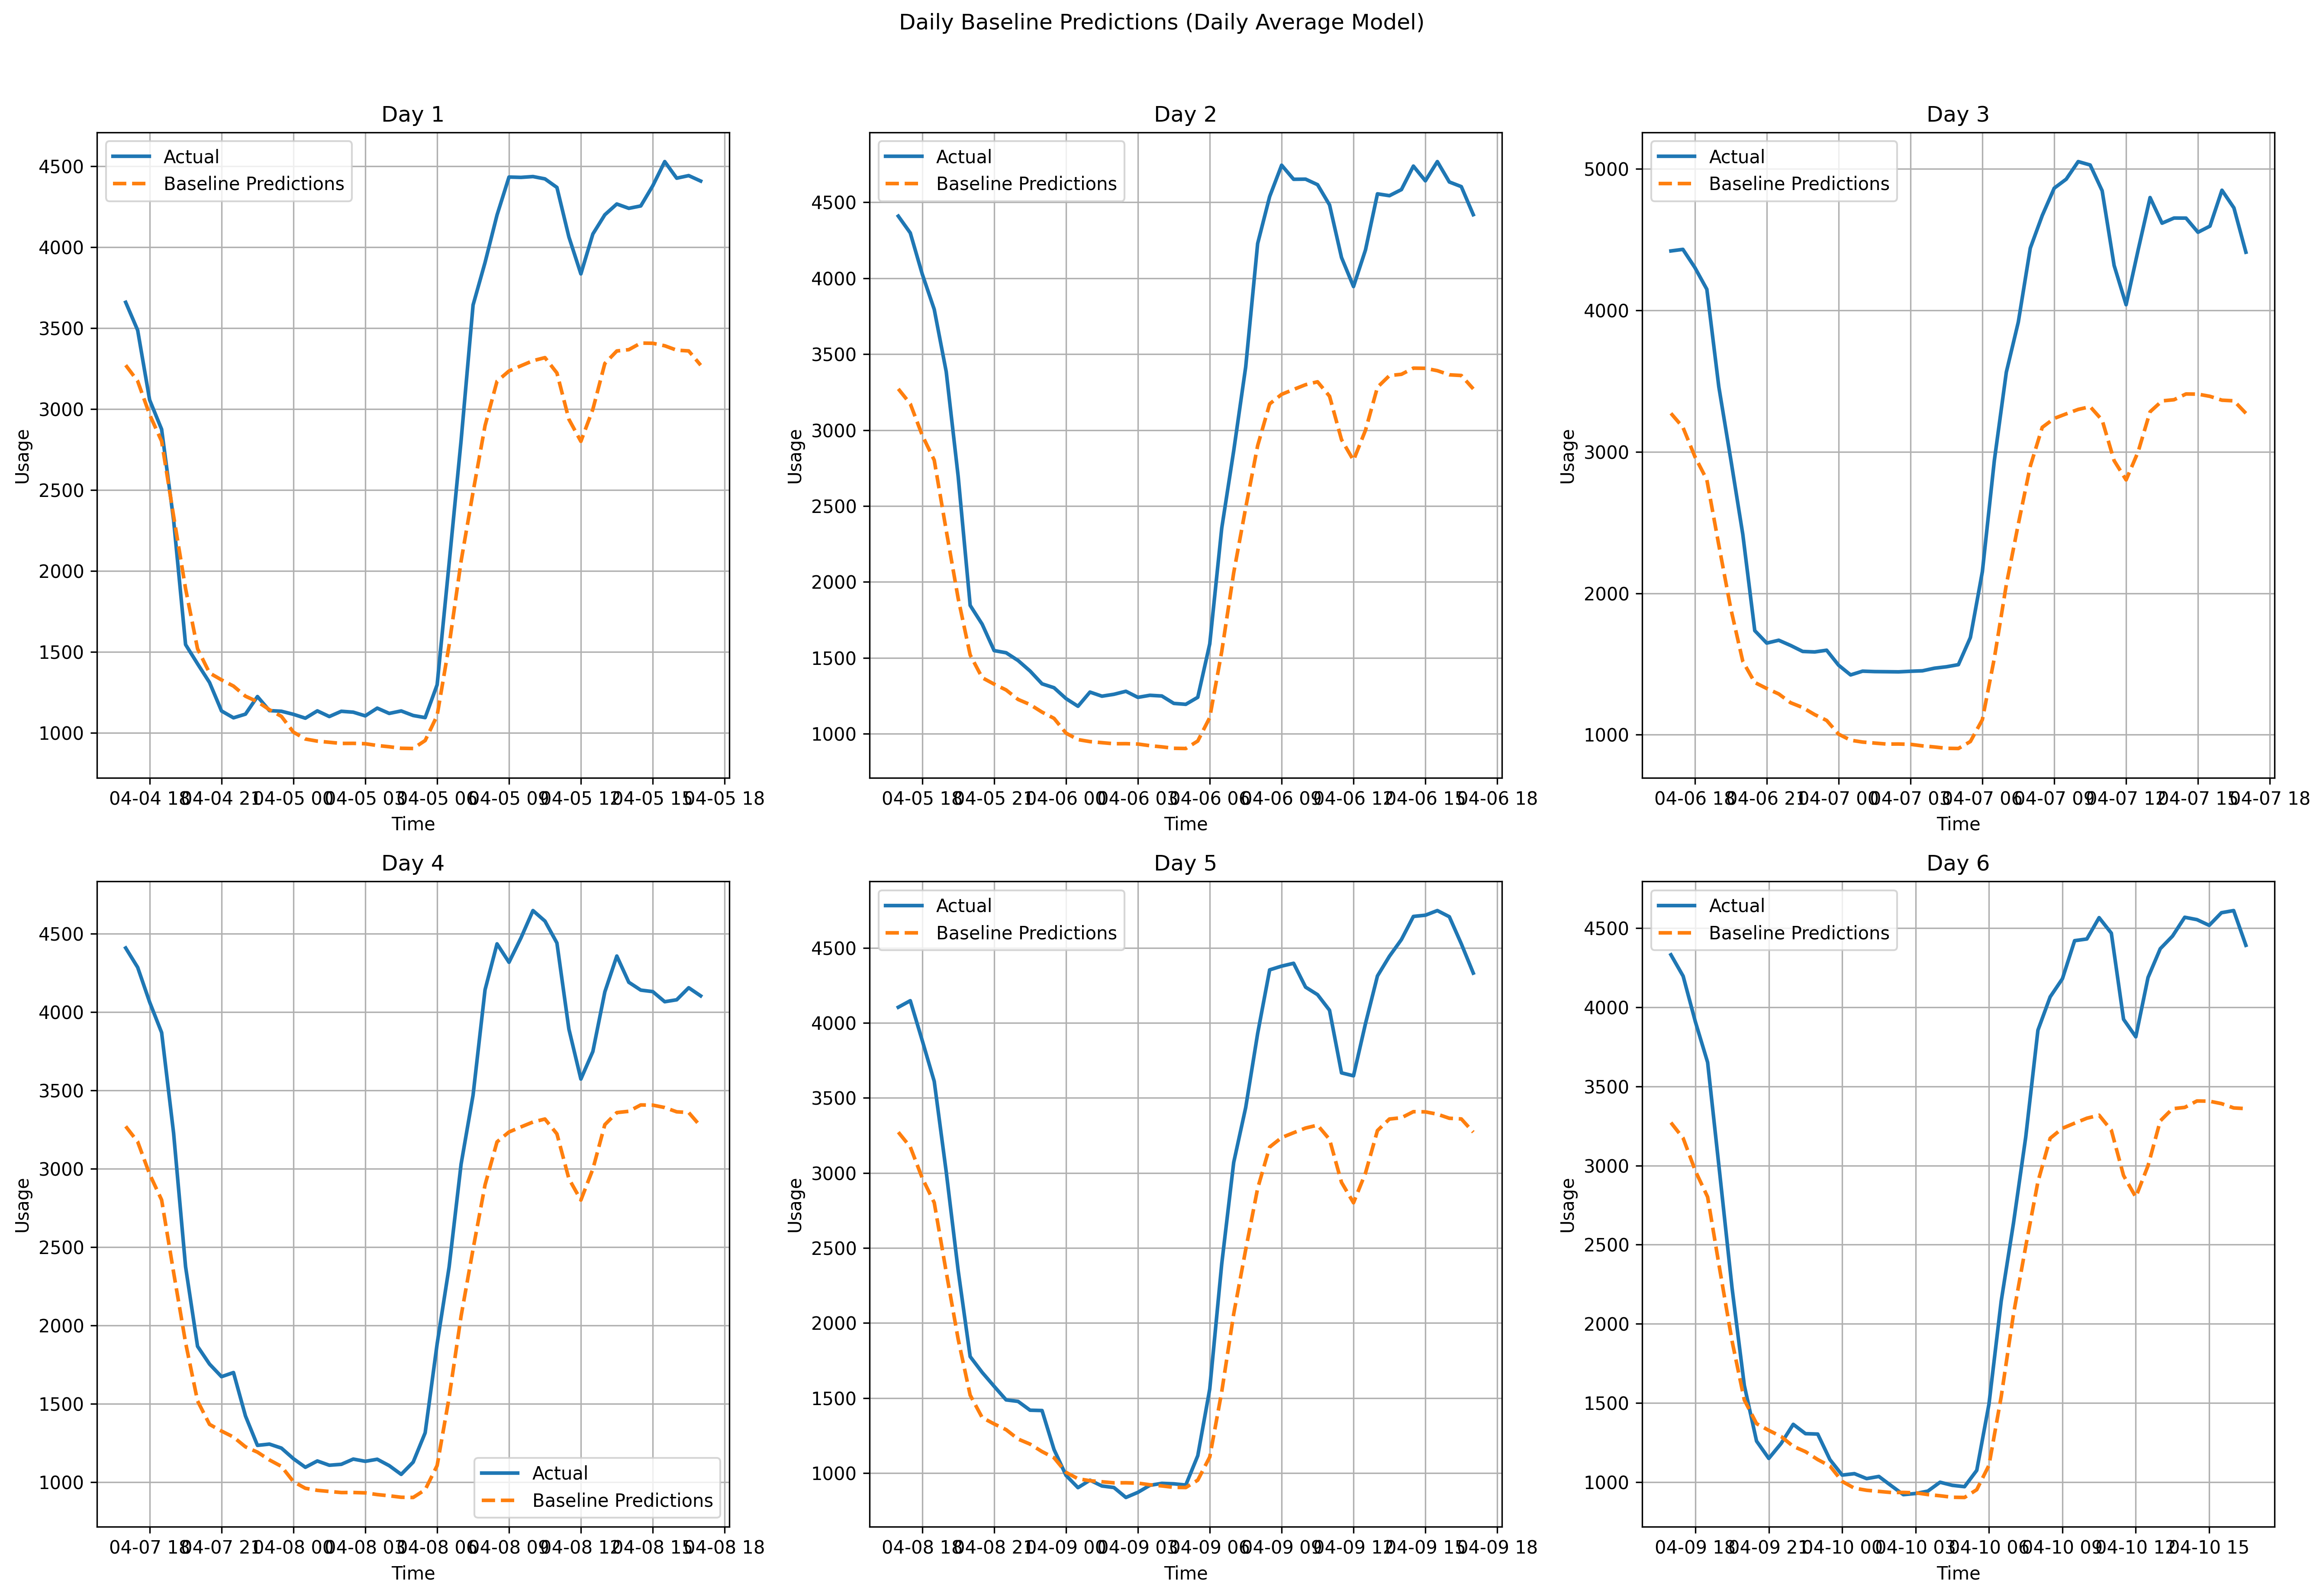 Daily Baseline Predictions (Daily Average Model)
Day 1
Actual
Baseline Predictions
Usage
4500
4000
3500
3000
2500
2000
1500
1000
04-04 18 04-04 21 04-05 00 04-05 03 04-05 06 04-05 09 04-05 12 04-05 15 04-05 18
Time
Day 2
Actual
Baseline Predictions
Usage
4500
4000
3500
3000
2500
2000
1500
1000
04-05 18 04-05 21 04-06 00 04-06 03 04-06 06 04-06 09 04-06 12 04-06 15 04-06 18
Time
Day 3
Actual
Baseline Predictions
Usage
5000
4000
3000
2000
1000
04-06 18 04-06 21 04-07 00 04-07 03 04-07 06 04-07 09 04-07 12 04-07 15 04-07 18
Time
Day 4
Usage
4500
4000
3500
3000
2500
2000
1500
1000
Actual
Baseline Predictions
04-07 18 04-07 21 04-08 00 04-08 03 04-08 06 04-08 09 04-08 12 04-08 15 04-08 18
Time
Day 5
Actual
Baseline Predictions
Usage
4500
4000
3500
3000
2500
2000
1500
1000
04-08 18 04-08 21 04-09 00 04-09 03 04-09 06 04-09 09 04-09 12 04-09 15 04-09 18
Time
Day 6
Actual
Baseline Predictions
Usage
4500
4000
3500
3000
2500
2000
1500
1000
04-09 18 04-09 21 04-10 00 04-10 03 04-10 06 04-10 09 04-10 12 04-10 15
Time